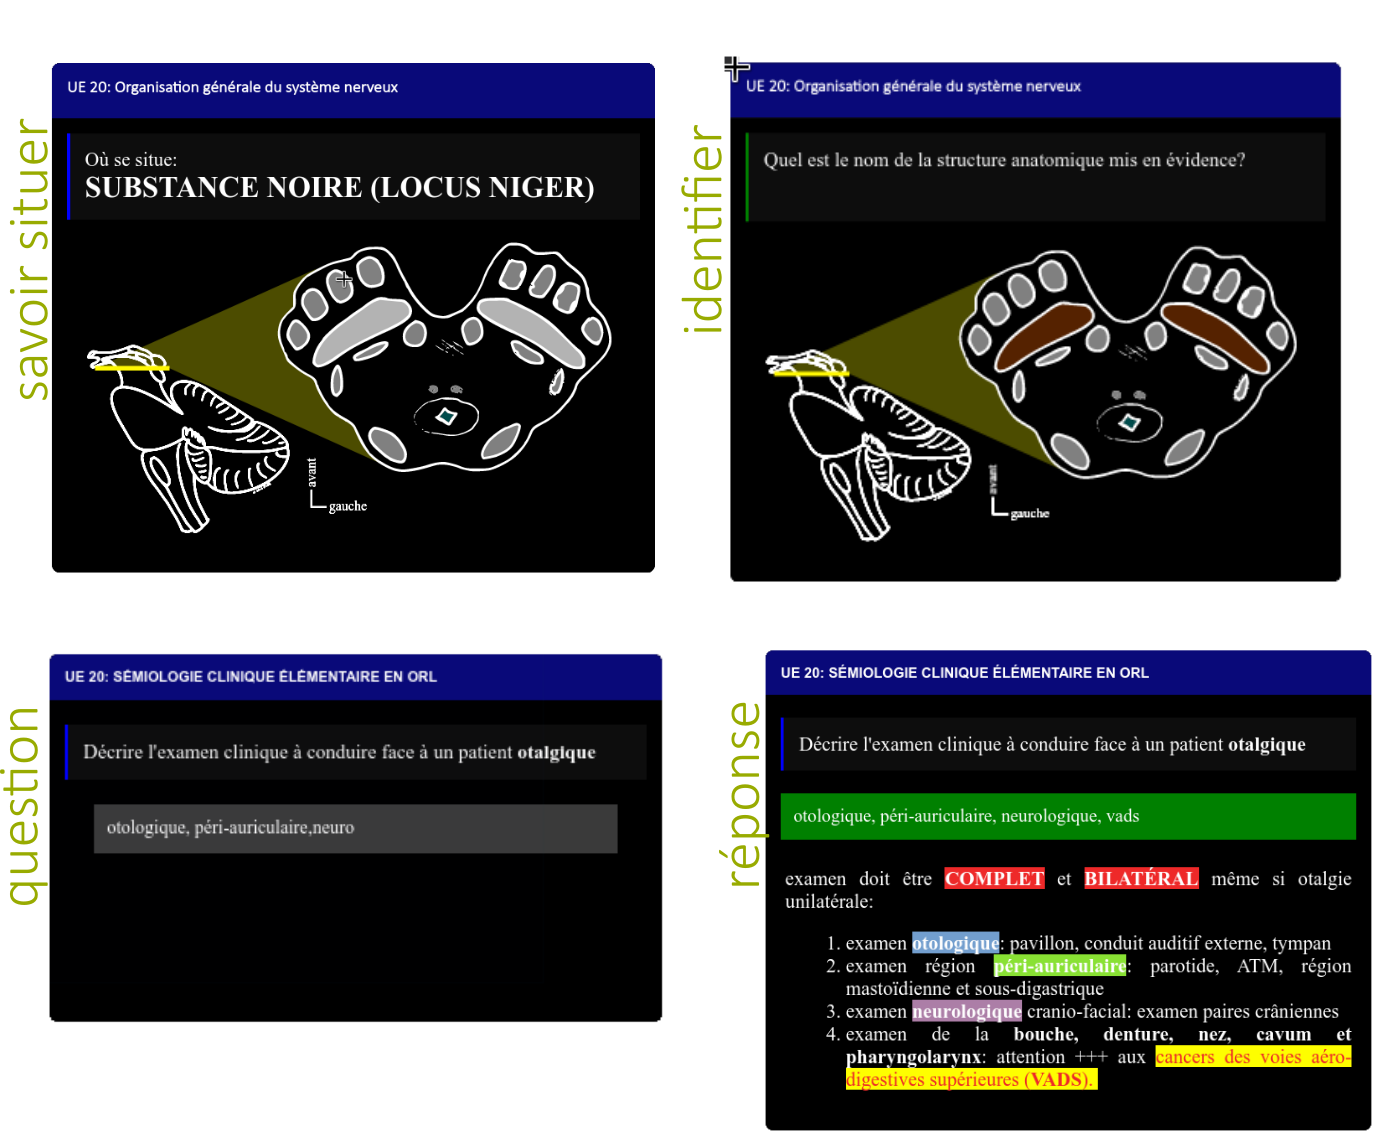 savoir situer
UE 20: Organisation générale du système nerveux
Où se situe:
SUBSTANCE NOIRE (LOCUS NIGER)
avant
gauche
identifier
UE 20: Organisation générale du système nerveux
Quel est le nom de la structure anatomique mis en évidence?
avant
gauche
question
UE 20: SÉMIOLOGIE CLINIQUE ÉLÉMENTAIRE EN ORL
Décrire l'examen clinique à conduire face à un patient otalgique
otologique, péri-auriculaire,neuro
réponse
UE 20: SÉMIOLOGIE CLINIQUE ÉLÉMENTAIRE EN ORL
Décrire l'examen clinique à conduire face à un patient otalgique
otologique, péri-auriculaire, neurologique, vads
examen doit être COMPLET et BILATÉRAL même si otalgie
unilatérale:
1. examen otologique: pavillon, conduit auditif externe, tympan
2. examen région péri-auriculaire: parotide, ATM, région
mastoïdienne et sous-digastrique
3. examen neurologique cranio-facial: examen paires crâniennes
4. examen de la bouche, denture, nez, cavum et
pharyngolarynx: attention +++ aux cancers des voies aéro-
digestives supérieures (VADS).